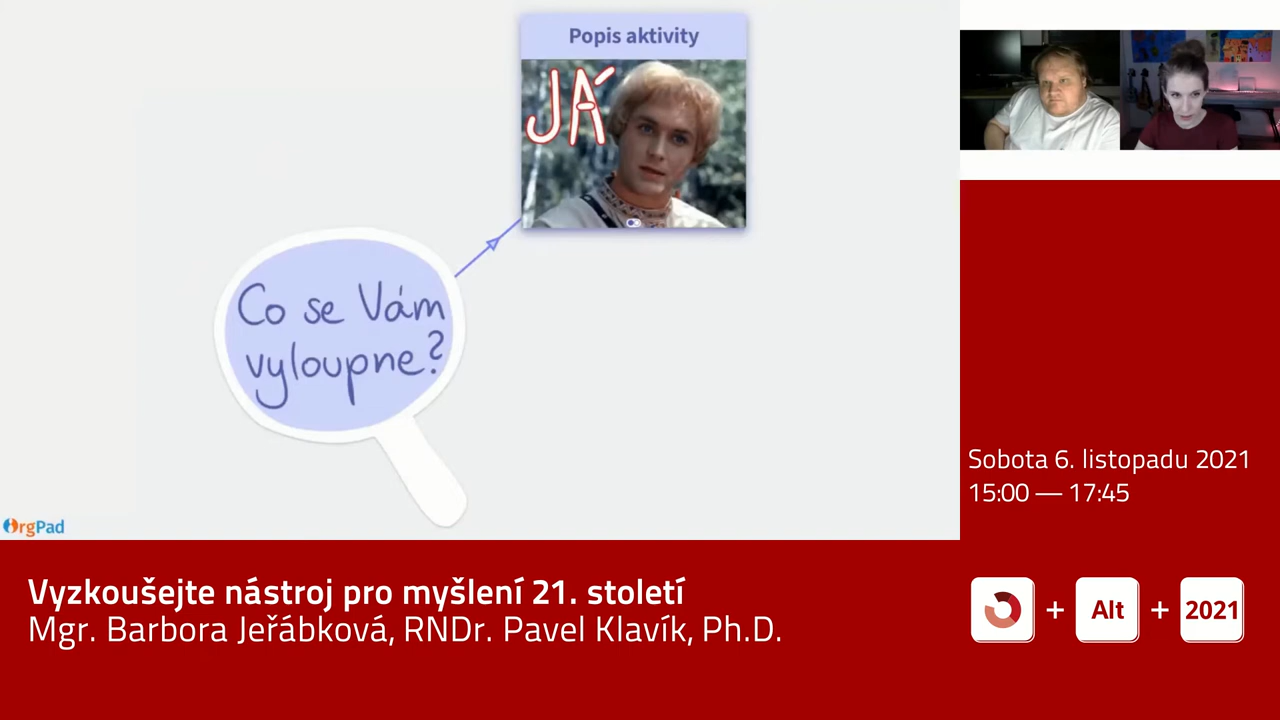 Popis aktivity
JÁ
Co se Vám
vyloupne?
OrgPad
Sobota 6. listopadu 2021
15:00 — 17:45
Vyzkoušejte nástroj pro myšlení 21. století
Mgr. Barbora Jeřábková, RNDr. Pavel Klavík, Ph.D.
+ Alt + 2021